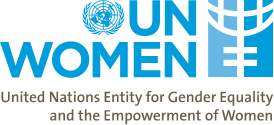 UN
WOMEN
United Nations Entity for Gender Equality
and the Empowerment of Women